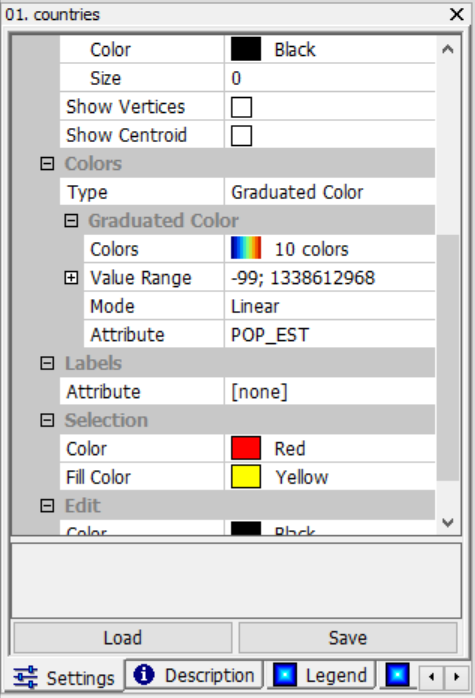 01. countries
Color Black
Size 0
Show Vertices
Show Centroid
Colors
Type Graduated Color
Graduated Color
Colors 10 colors
Value Range -99; 1338612968
Mode Linear
Attribute POP_EST
Labels
Attribute [none]
Selection
Color Red
Fill Color Yellow
Edit
Color Black
Load Save
Settings Description Legend